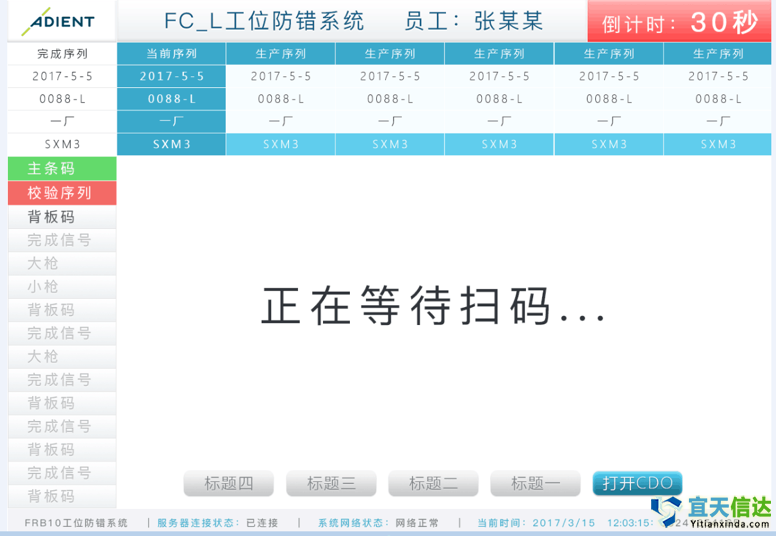 ADIENT
FC_L工位防错系统 员工：张某某
倒计时：30秒
完成序列 当前序列 生产序列 生产序列 生产序列 生产序列 生产序列
2017-5-5 2017-5-5 2017-5-5 2017-5-5 2017-5-5 2017-5-5 2017-5-5
0088-L 0088-L 0088-L 0088-L 0088-L 0088-L 0088-L
一厂 一厂 一厂 一厂 一厂 一厂 一厂
SXM3 SXM3 SXM3 SXM3 SXM3 SXM3 SXM3
主条码
校验序列
背板码
完成信号
大枪
小枪
背板码
完成信号
大枪
完成信号
背板码
完成信号
背板码
完成信号
背板码
正在等待扫码...
标题四 标题三 标题二 标题一 打开CDO
FRB10工位防错系统 | 服务器连接状态：已连接 | 系统网络状态：网络正常 | 当前时间：2017/3/15 12:03:15:
宜天信达
Yitianxinda.com